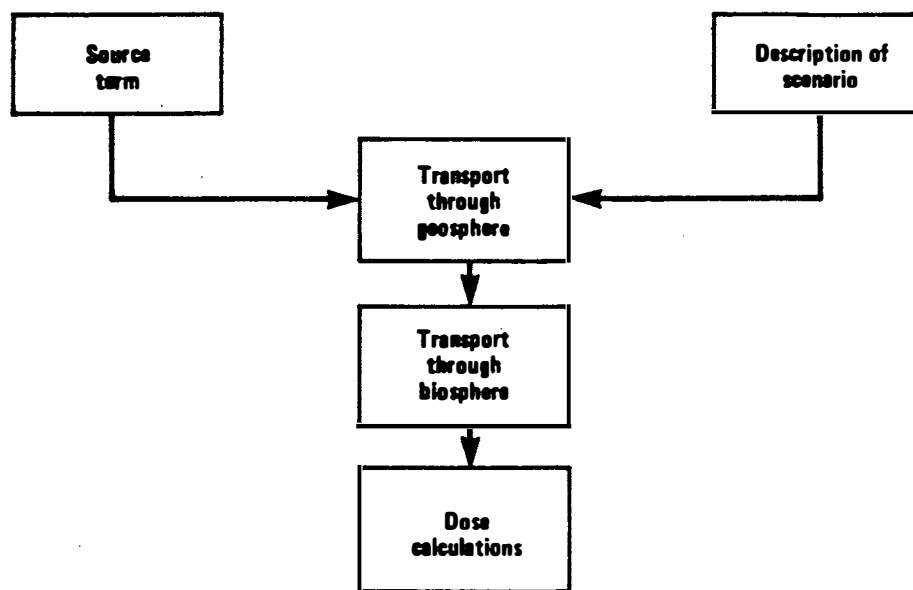 Source
term
Description of
scenario
Transport
through
geosphere
Transport
through
biosphere
Dose
calculations